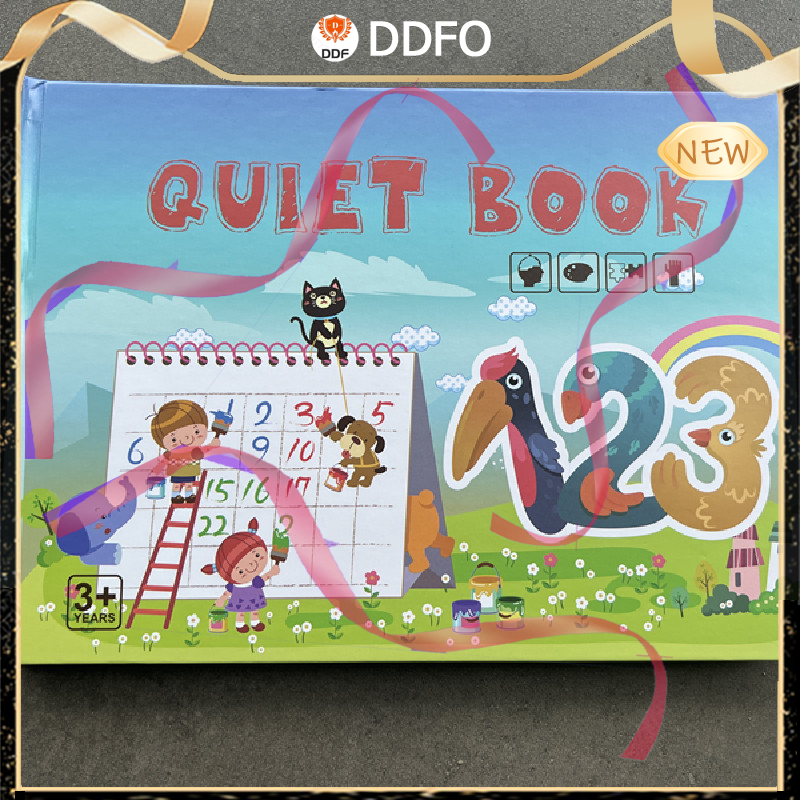 DDF
DDFO
NEW
QUIET BOOK
1 2 3 5
6 9 10
15 16 17
22
123
3+
YEARS